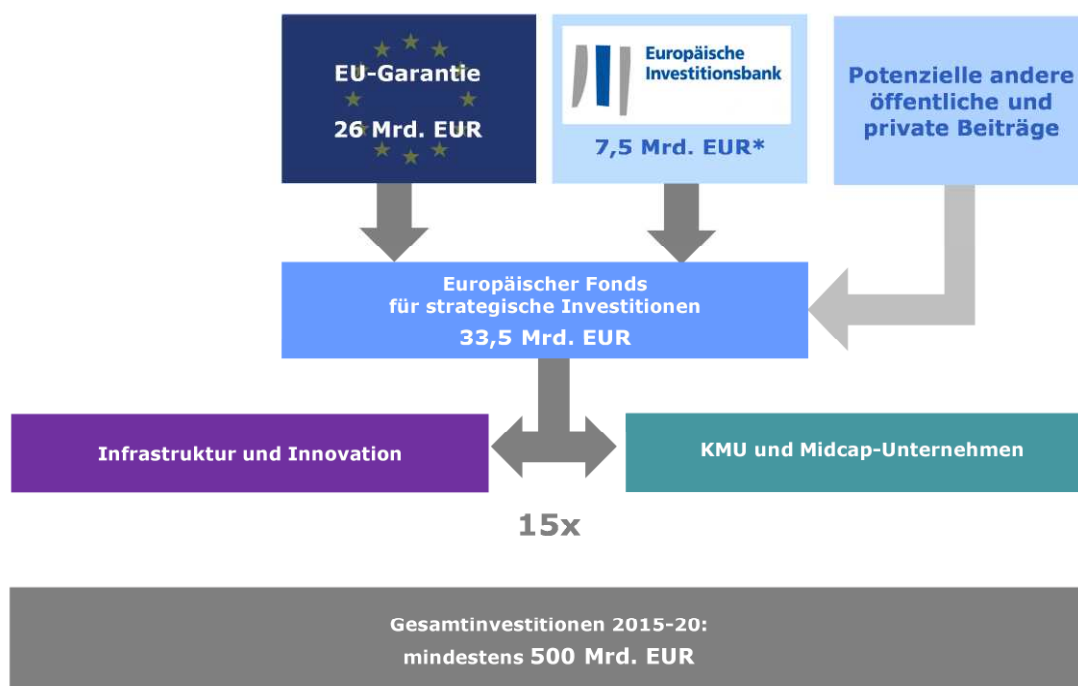 EU-Garantie
26 Mrd. EUR
Europäische
Investitionsbank
7,5 Mrd. EUR*
Potenzielle andere
öffentliche und
private Beiträge
Europäischer Fonds
für strategische Investitionen
33,5 Mrd. EUR
Infrastruktur und Innovation
KMU und Midcap-Unternehmen
15x
Gesamtinvestitionen 2015-20:
mindestens 500 Mrd. EUR